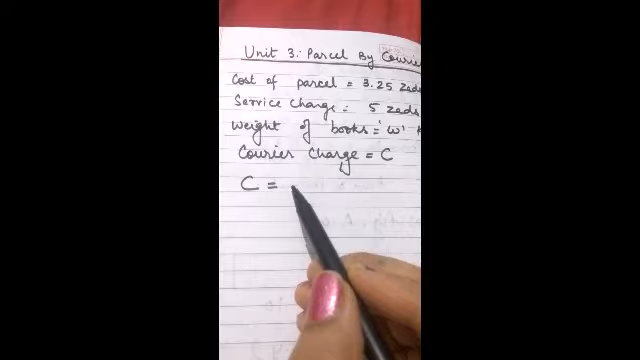 Unit 3: Parcel By
Cost of parcel = 3.25 Zeds
Service Charge: 5 Zeds
Weight of books = 'W'
Courier Charge = C
C =